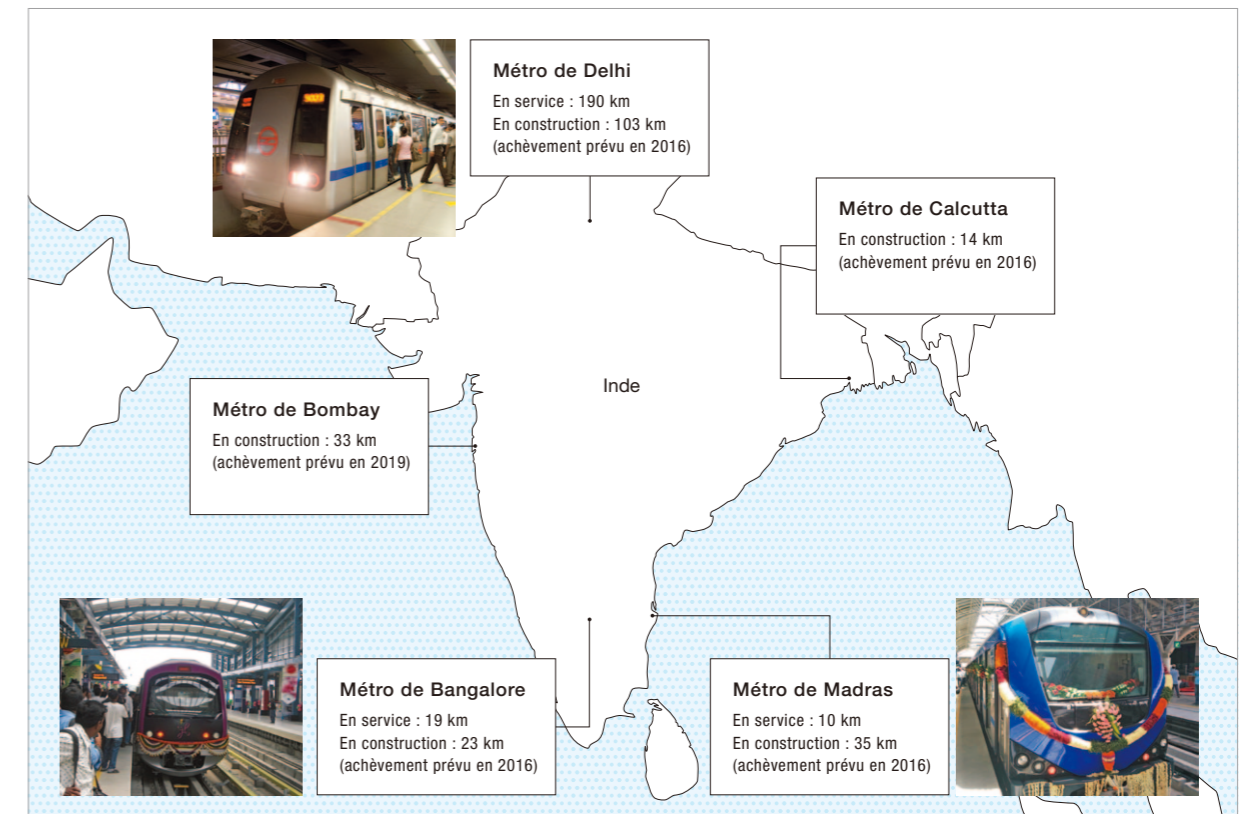 Métro de Delhi
En service : 190 km
En construction : 103 km
(achèvement prévu en 2016)
Métro de Calcutta
En construction : 14 km
(achèvement prévu en 2016)
Inde
Métro de Bombay
En construction : 33 km
(achèvement prévu en 2019)
Métro de Bangalore
En service : 19 km
En construction : 23 km
(achèvement prévu en 2016)
Métro de Madras
En service : 10 km
En construction : 35 km
(achèvement prévu en 2016)